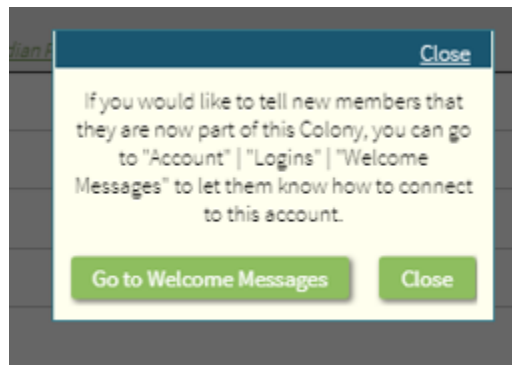 dian F
Close
If you would like to tell new members that
they are now part of this Colony, you can go
to "Account" | "Logins" | "Welcome
Messages" to let them know how to connect
to this account.
Go to Welcome Messages
Close